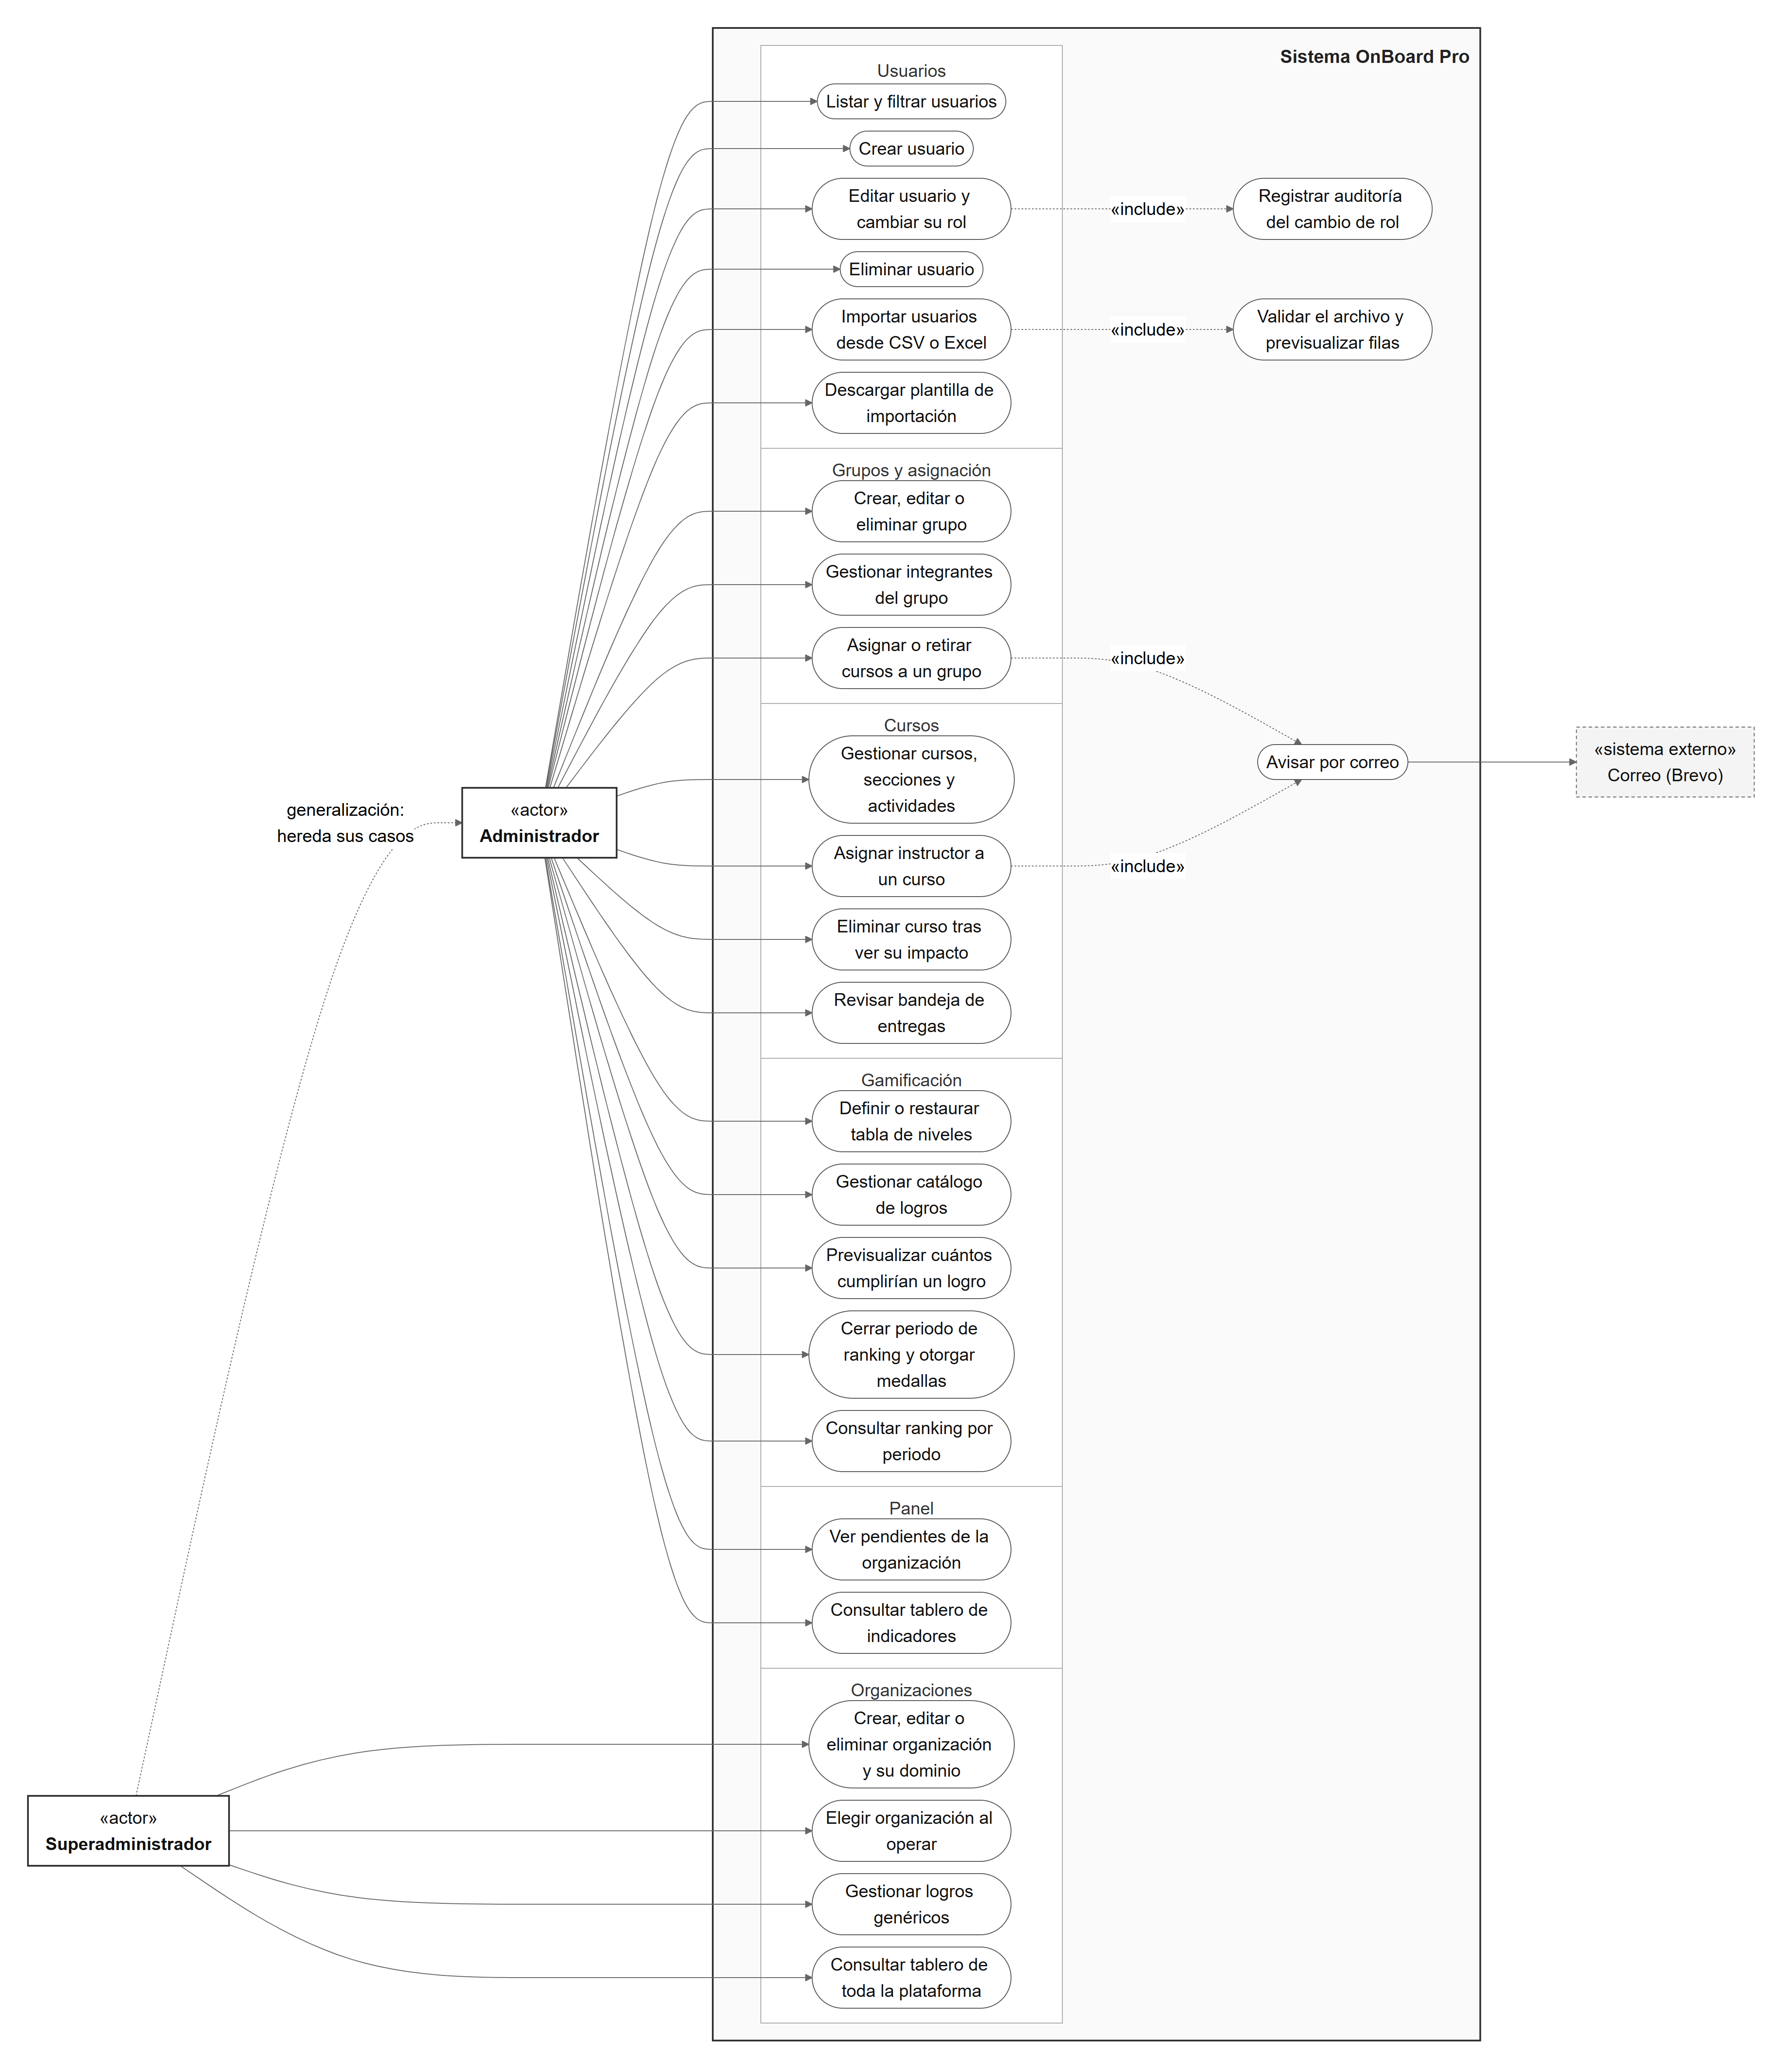 Sistema OnBoard Pro
Usuarios
Listar y filtrar usuarios
Crear usuario
Editar usuario y
cambiar su rol
«include»
Registrar auditoría
del cambio de rol
Eliminar usuario
Importar usuarios
desde CSV o Excel
«include»
Validar el archivo y
previsualizar filas
Descargar plantilla de
importación
Grupos y asignación
Crear, editar o
eliminar grupo
Gestionar integrantes
del grupo
Asignar o retirar
cursos a un grupo
«include»
Cursos
Gestionar cursos,
secciones y
actividades
Avisar por correo
«sistema externo»
Correo (Brevo)
generalización:
hereda sus casos
«actor»
Administrador
Asignar instructor a
un curso
«include»
Eliminar curso tras
ver su impacto
Revisar bandeja de
entregas
Gamificación
Definir o restaurar
tabla de niveles
Gestionar catálogo
de logros
Previsualizar cuántos
cumplirían un logro
Cerrar periodo de
ranking y otorgar
medallas
Consultar ranking por
periodo
Panel
Ver pendientes de la
organización
Consultar tablero de
indicadores
Organizaciones
Crear, editar o
eliminar organización
y su dominio
«actor»
Superadministrador
Elegir organización al
operar
Gestionar logros
genéricos
Consultar tablero de
toda la plataforma